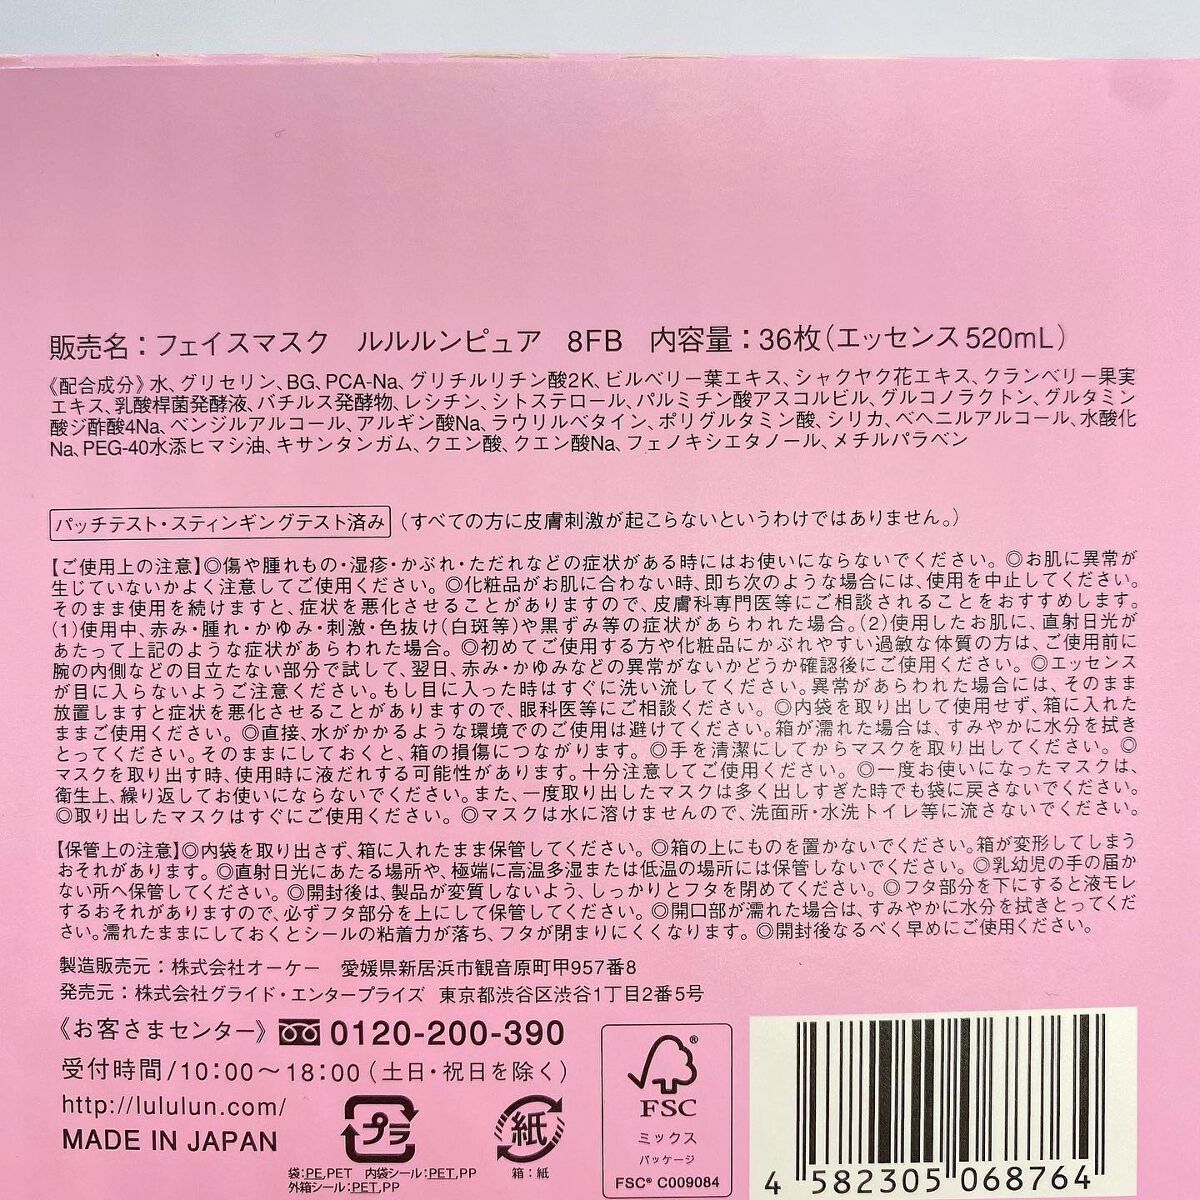 販売名：フェイスマスク　ルルルンピュア　8FB　内容量：36枚（エッセンス520mL）
《配合成分》水、グリセリン、BG、PCA-Na、グリチルリチン酸2K、ビルベリー葉エキス、シャクヤク花エキス、クランベリー果実
エキス、乳酸桿菌発酵液、バチルス発酵物、レシチン、シトステロール、パルミチン酸アスコルビル、グルコノラクトン、グルタミン
酸ジ酢酸4Na、ベンジルアルコール、アルギン酸Na、ラウリルベタイン、ポリグルタミン酸、シリカ、ベヘニルアルコール、水酸化
Na、PEG-40水添ヒマシ油、キサンタンガム、クエン酸、クエン酸Na、フェノキシエタノール、メチルパラベン
パッチテスト・スティンギングテスト済み（すべての方に皮膚刺激が起こらないというわけではありません。）
【ご使用上の注意】◎傷や腫れもの・湿疹・かぶれ・ただれなどの症状がある時にはお使いにならないでください。◎お肌に異常が
生じていないかよく注意してご使用ください。◎化粧品がお肌に合わない時、即ち次のような場合には、使用を中止してください。
そのまま使用を続けますと、症状を悪化させることがありますので、皮膚科専門医等にご相談されることをおすすめします。
（1）使用中、赤み・腫れ・かゆみ・刺激・色抜け（白斑等）や黒ずみ等の症状があらわれた場合。（2）使用したお肌に、直射日光が
あたって上記のような症状があらわれた場合。◎初めてご使用する方や化粧品にかぶれやすい過敏な体質の方は、ご使用前に
腕の内側などの目立たない部分で試して、翌日、赤み・かゆみなどの異常がないかどうか確認後にご使用ください。◎エッセンス
が目に入らないようご注意ください。もし目に入った時はすぐに洗い流してください。異常があらわれた場合には、そのまま
放置しますと症状を悪化させることがありますので、眼科医等にご相談ください。◎内袋を取り出して使用せず、箱に入れた
ままご使用ください。◎直接、水がかかるような環境でのご使用は避けてください。箱が濡れた場合は、すみやかに水分を拭き
とってください。そのままにしておくと、箱の損傷につながります。◎手を清潔にしてからマスクを取り出してください。◎
マスクを取り出す時、使用時に液だれする可能性があります。十分注意してご使用ください。◎一度お使いになったマスクは、
衛生上、繰り返してお使いにならないでください。また、一度取り出したマスクは多く出しすぎた時でも袋に戻さないでください。
◎取り出したマスクはすぐにご使用ください。◎マスクは水に溶けませんので、洗面所・水洗トイレ等に流さないでください。
【保管上の注意】◎内袋を取り出さず、箱に入れたまま保管してください。◎箱の上にものを置かないでください。箱が変形してしまう
おそれがあります。◎直射日光にあたる場所や、極端に高温多湿または低温の場所には保管しないでください。◎乳幼児の手の届か
ない所へ保管してください。◎開封後は、製品が変質しないよう、しっかりとフタを閉めてください。◎フタ部分を下にすると液モレ
するおそれがありますので、必ずフタ部分を上にして保管してください。◎開口部が濡れた場合は、すみやかに水分を拭きとってくだ
さい。濡れたままにしておくとシールの粘着力が落ち、フタが閉まりにくくなります。◎開封後なるべく早めにご使用ください。
製造販売元：株式会社オーケー　愛媛県新居浜市観音原町甲957番8
発売元：株式会社グライド・エンタープライズ　東京都渋谷区渋谷1丁目2番5号
《お客さまセンター》0120-200-390
受付時間/10:00～18:00（土日・祝日を除く）
http://lululun.com/
MADE IN JAPAN
プラ
袋:PE,PET　内袋シール:PET,PP
外箱シール:PET,PP
紙
箱：紙
FSC®
ミックス
パッケージ
FSC® C009084
4 582305 068764